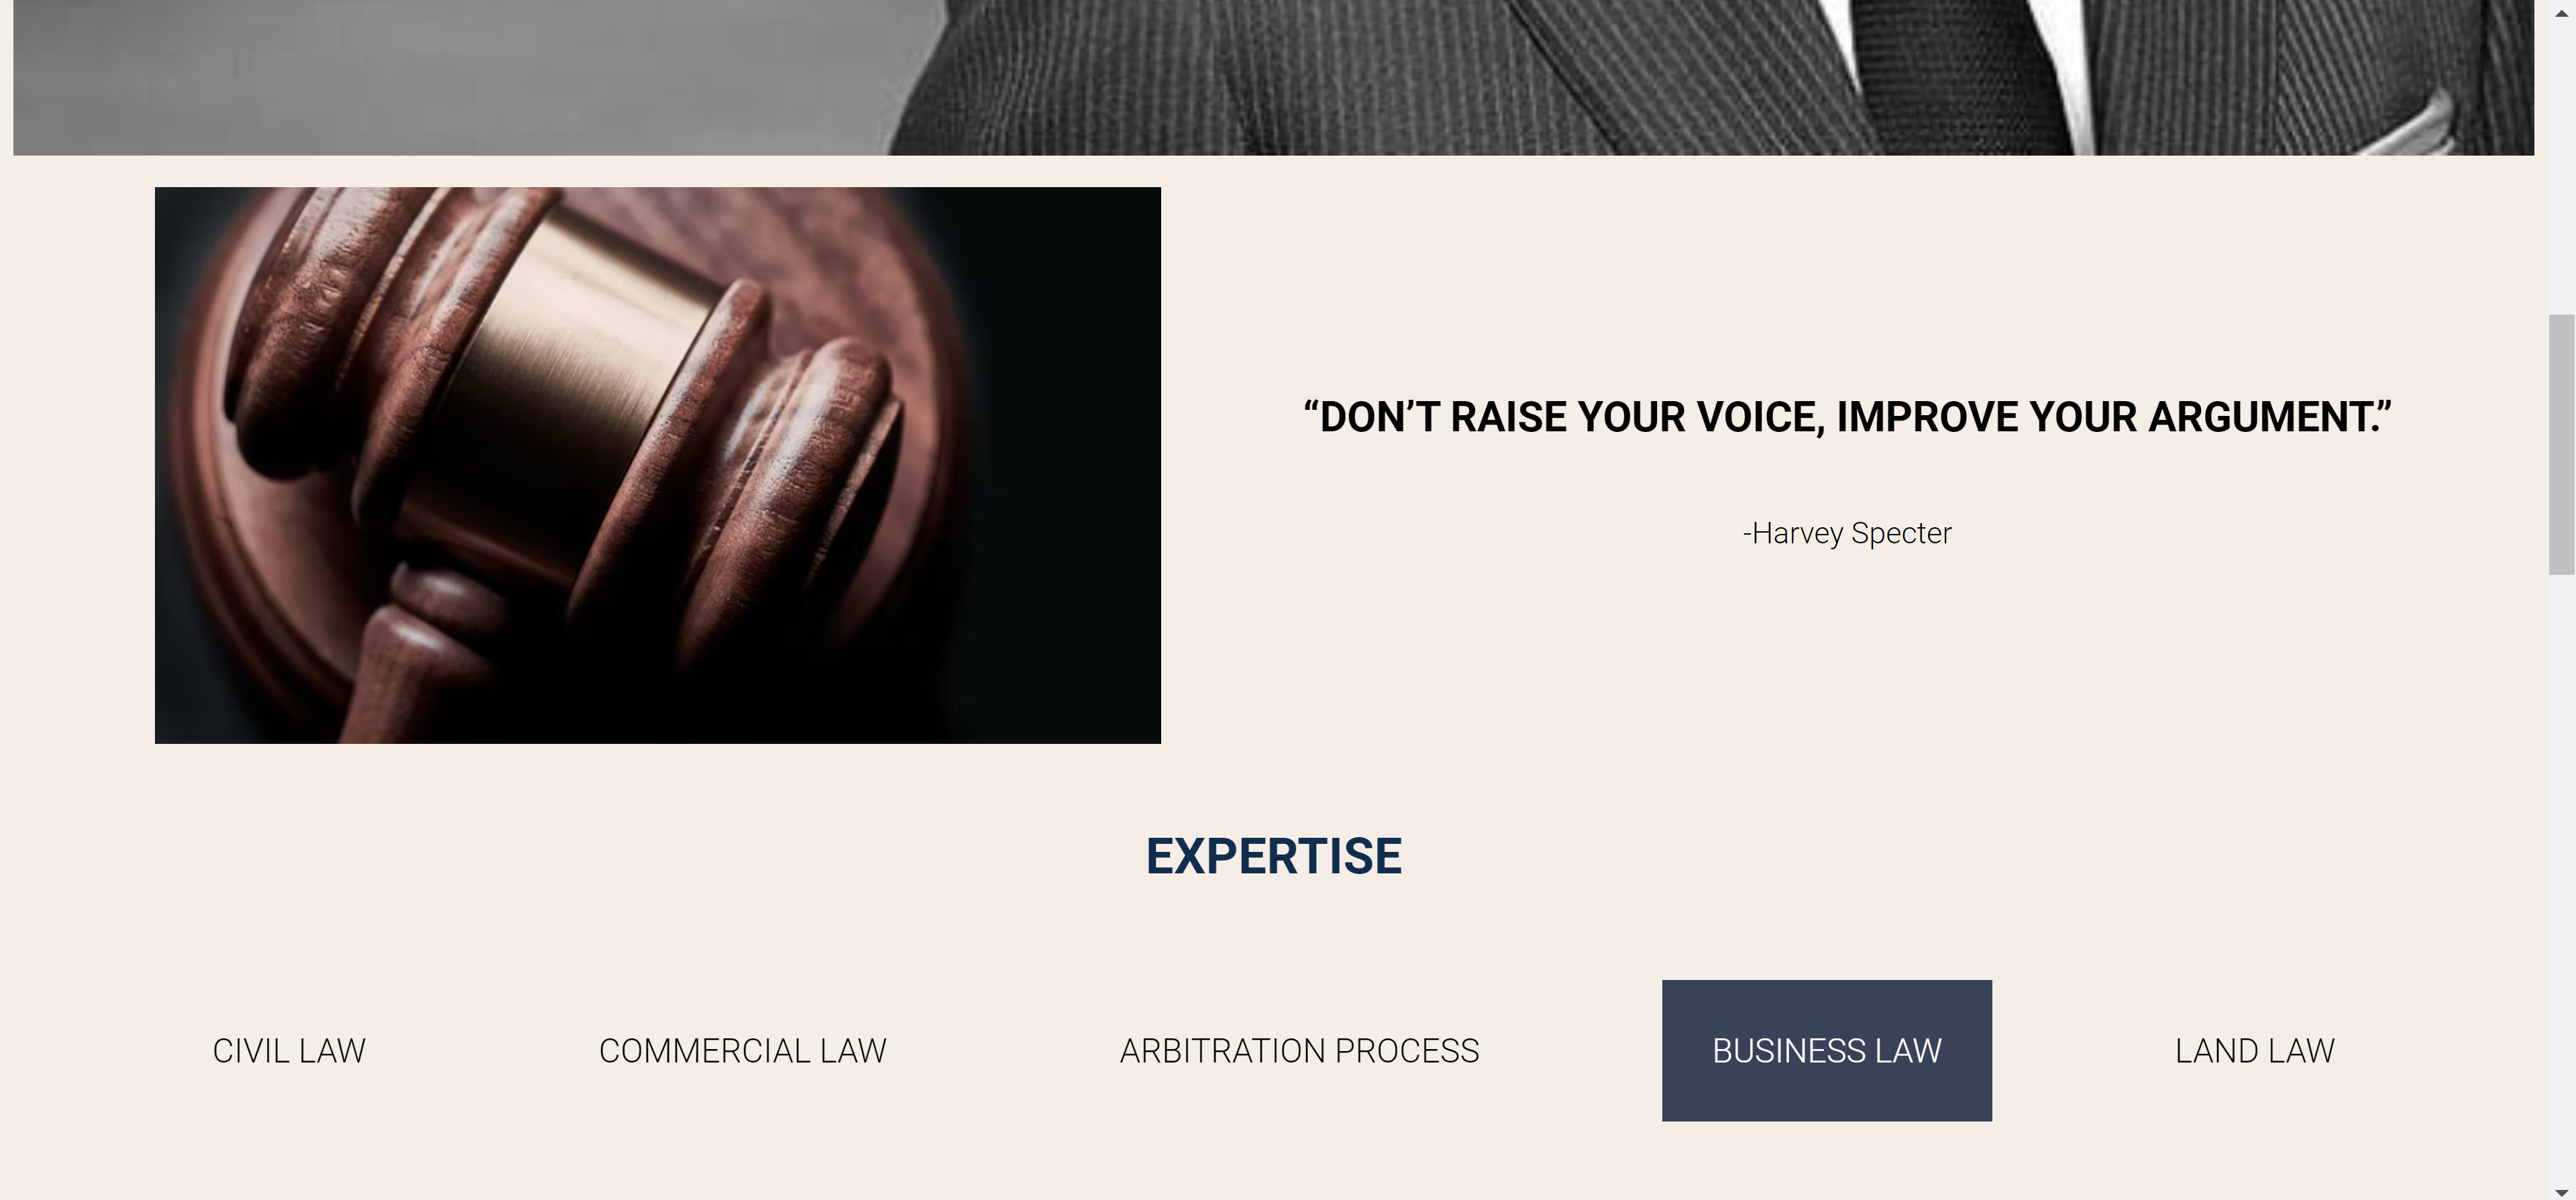 “DON’T RAISE YOUR VOICE, IMPROVE YOUR ARGUMENT.”
-Harvey Specter
EXPERTISE
CIVIL LAW
COMMERCIAL LAW
ARBITRATION PROCESS
BUSINESS LAW
LAND LAW